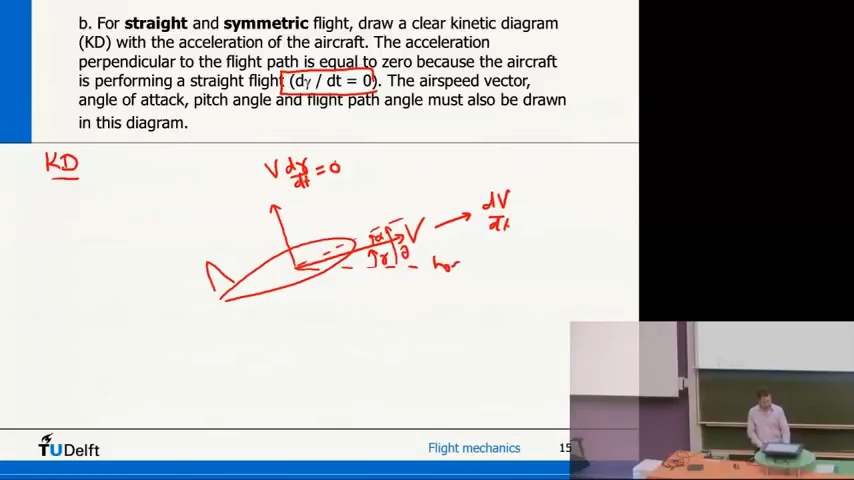 b. For straight and symmetric flight, draw a clear kinetic diagram
(KD) with the acceleration of the aircraft. The acceleration
perpendicular to the flight path is equal to zero because the aircraft
is performing a straight flight (dγ / dt = 0). The airspeed vector,
angle of attack, pitch angle and flight path angle must also be drawn
in this diagram.
KD
V dγ/dt = 0
dV/dt
V
α
γ θ
hor
TUDelft
Flight mechanics
15